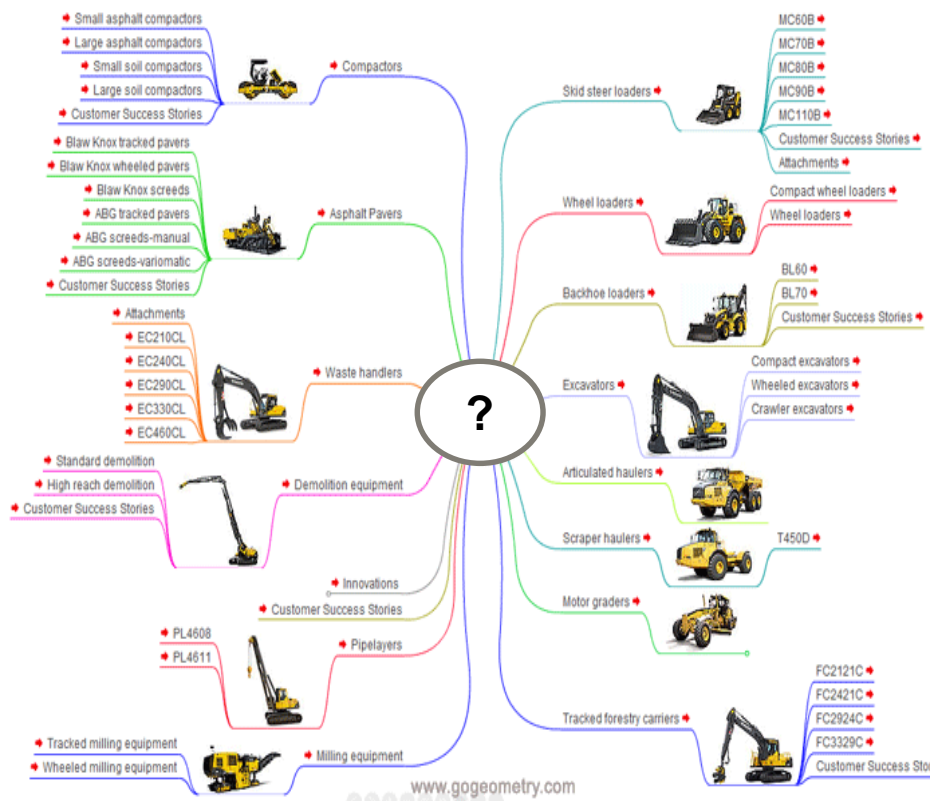 Small asphalt compactors
Large asphalt compactors
Small soil compactors
Large soil compactors
Customer Success Stories
Compactors
Blaw Knox tracked pavers
Blaw Knox wheeled pavers
Blaw Knox screeds
ABG tracked pavers
ABG screeds-manual
ABG screeds-variomatic
Customer Success Stories
Asphalt Pavers
Attachments
EC210CL
EC240CL
EC290CL
EC330CL
EC460CL
Waste handlers
Standard demolition
High reach demolition
Customer Success Stories
Demolition equipment
Innovations
Customer Success Stories
PL4608
PL4611
Pipelayers
Tracked milling equipment
Wheeled milling equipment
Milling equipment
?
Skid steer loaders
MC60B
MC70B
MC80B
MC90B
MC110B
Customer Success Stories
Attachments
Wheel loaders
Compact wheel loaders
Wheel loaders
Backhoe loaders
BL60
BL70
Customer Success Stories
Excavators
Compact excavators
Wheeled excavators
Crawler excavators
Articulated haulers
Scraper haulers
T450D
Motor graders
Tracked forestry carriers
FC2121C
FC2421C
FC2924C
FC3329C
Customer Success Sto
www.gogeometry.com